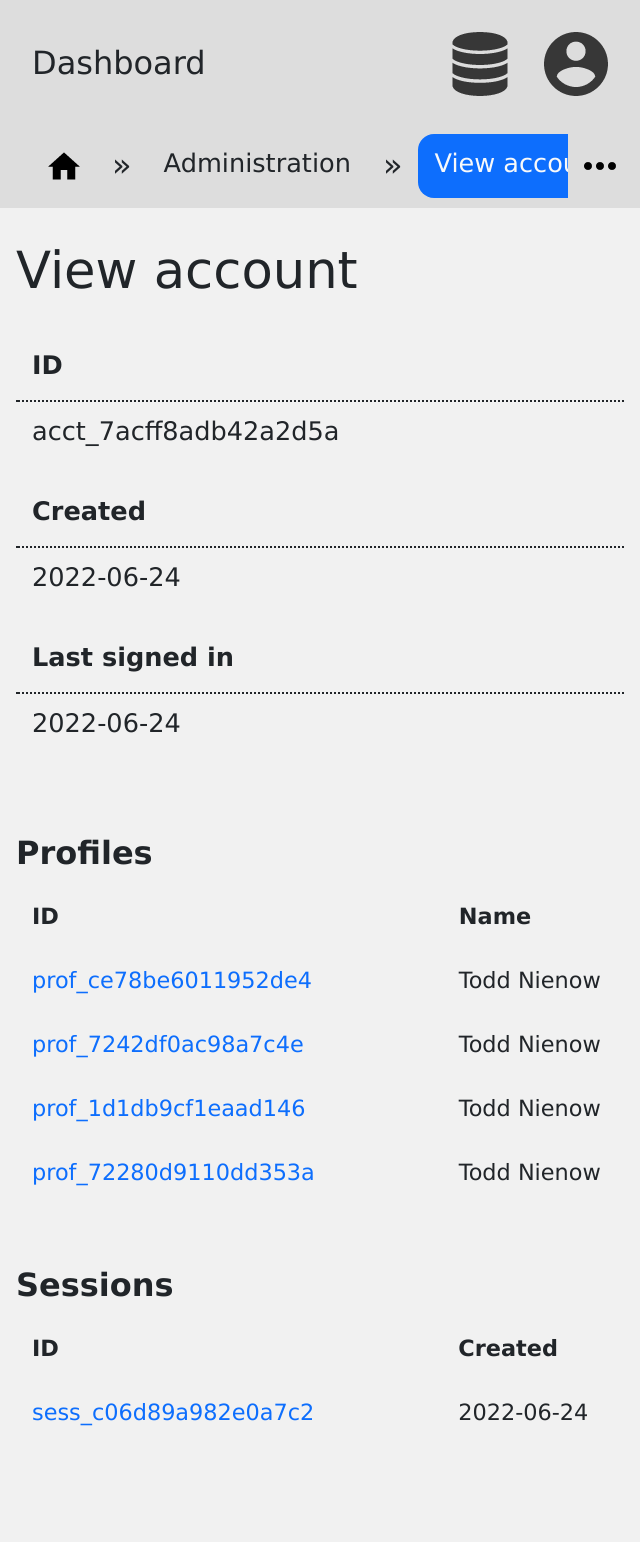 Dashboard
» Administration » View accou
View account
ID
acct_7acff8adb42a2d5a
Created
2022-06-24
Last signed in
2022-06-24
Profiles
ID Name
prof_ce78be6011952de4 Todd Nienow
prof_7242df0ac98a7c4e Todd Nienow
prof_1d1db9cf1eaad146 Todd Nienow
prof_72280d9110dd353a Todd Nienow
Sessions
ID Created
sess_c06d89a982e0a7c2 2022-06-24